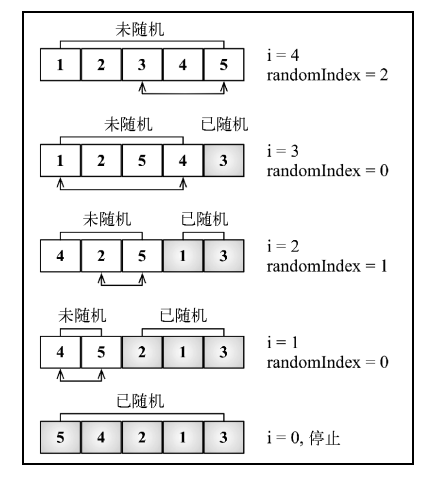 未随机
1 2 3 4 5
i = 4
randomIndex = 2
未随机 已随机
1 2 5 4 3
i = 3
randomIndex = 0
未随机 已随机
4 2 5 1 3
i = 2
randomIndex = 1
未随机 已随机
4 5 2 1 3
i = 1
randomIndex = 0
已随机
5 4 2 1 3
i = 0, 停止